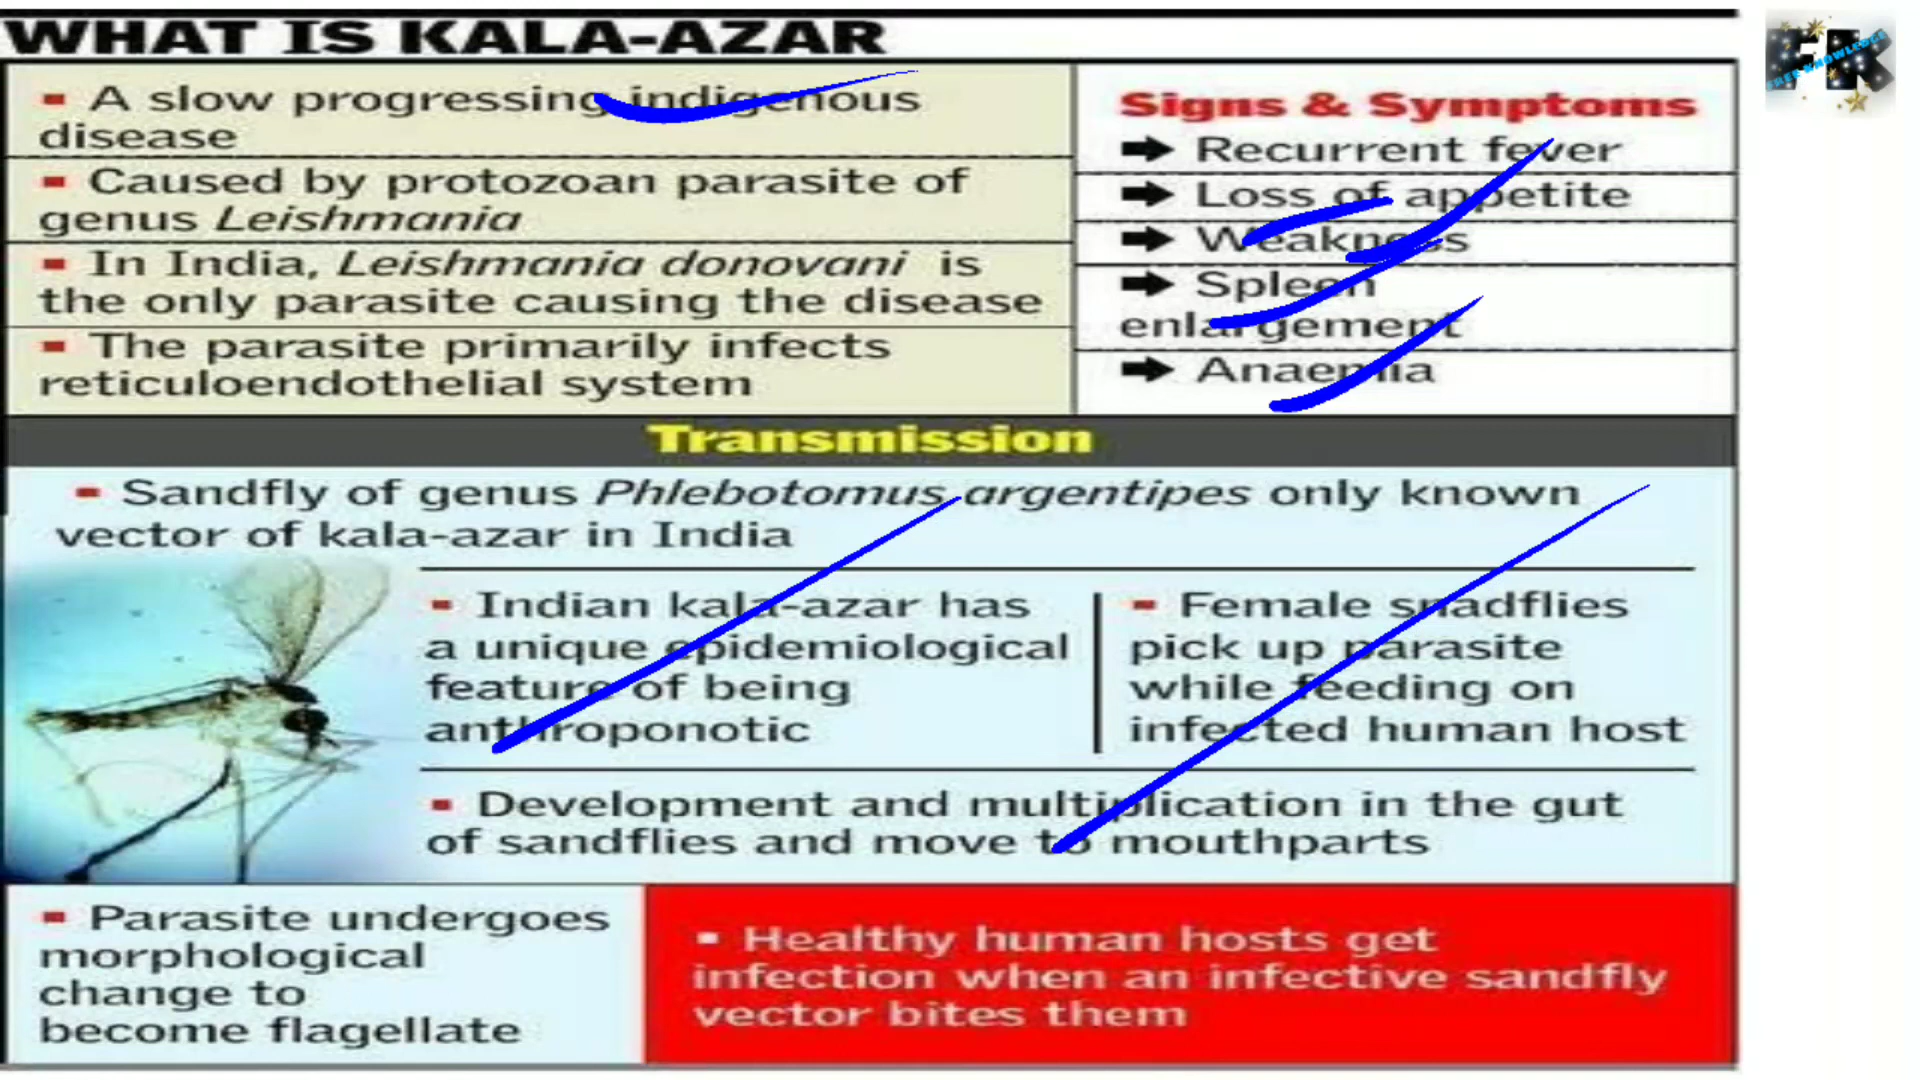 WHAT IS KALA-AZAR
▪ A slow progressing indigenous
disease
▪ Caused by protozoan parasite of
genus Leishmania
▪ In India, Leishmania donovani is
the only parasite causing the disease
▪ The parasite primarily infects
reticuloendothelial system
Signs & Symptoms
➡ Recurrent fever
➡ Loss of appetite
➡ Weakness
➡ Spleen
enlargement
➡ Anaemia
Transmission
▪ Sandfly of genus Phlebotomus argentipes only known
vector of kala-azar in India
▪ Indian kala-azar has
a unique epidemiological
feature of being
anthroponotic
▪ Female snadflies
pick up parasite
while feeding on
infected human host
▪ Development and multiplication in the gut
of sandflies and move to mouthparts
▪ Parasite undergoes
morphological
change to
become flagellate
▪ Healthy human hosts get
infection when an infective sandfly
vector bites them
FK
FREE KNOWLEDGE